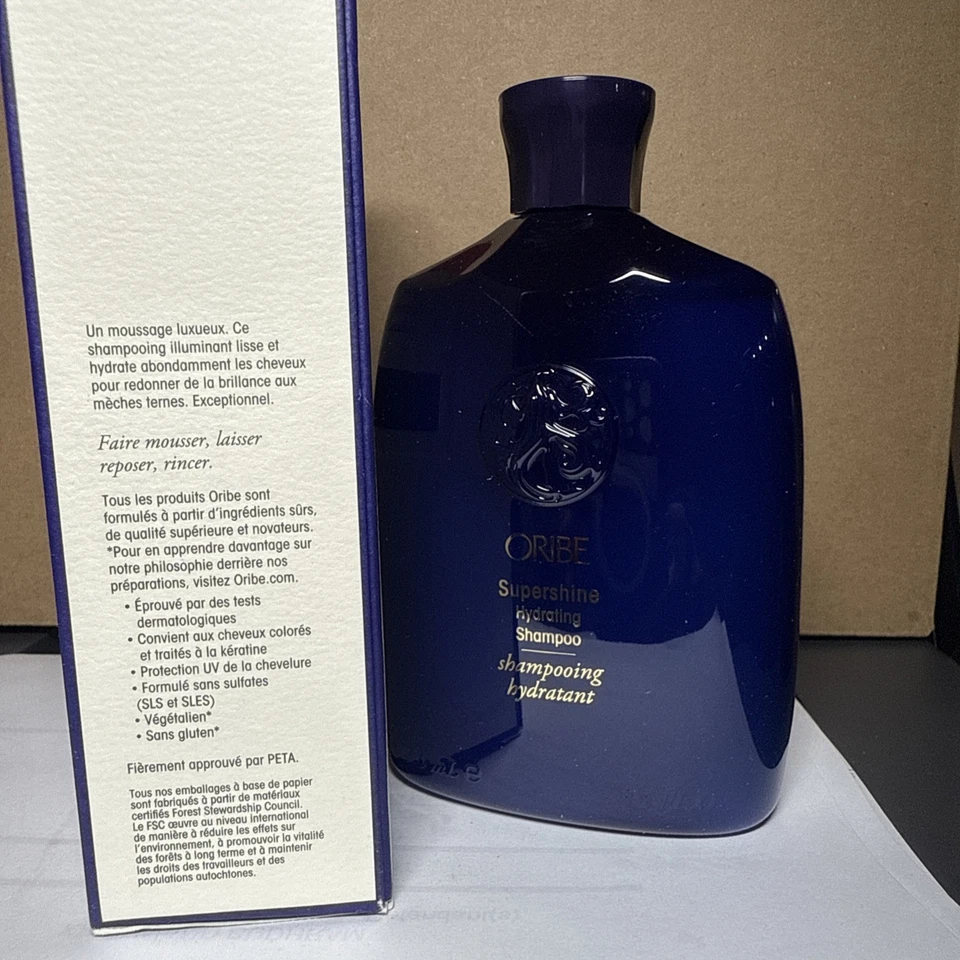 Un moussage luxueux. Ce
shampooing illuminant lisse et
hydrate abondamment les cheveux
pour redonner de la brillance aux
mèches ternes. Exceptionnel.
Faire mousser, laisser
reposer, rincer.
Tous les produits Oribe sont
formulés à partir d'ingrédients sûrs,
de qualité supérieure et novateurs.
*Pour en apprendre davantage sur
notre philosophie derrière nos
préparations, visitez Oribe.com.
• Éprouvé par des tests
dermatologiques
• Convient aux cheveux colorés
et traités à la kératine
• Protection UV de la chevelure
• Formulé sans sulfates
(SLS et SLES)
• Végétalien*
• Sans gluten*
Fièrement approuvé par PETA.
Tous nos emballages à base de papier
sont fabriqués à partir de matériaux
certifiés Forest Stewardship Council.
Le FSC œuvre au niveau international
de manière à réduire les effets sur
l'environnement, à promouvoir la vitalité
des forêts à long terme et à maintenir
les droits des travailleurs et des
populations autochtones.
ORIBE
Supershine
Hydrating
Shampoo
shampooing
hydratant
mL e